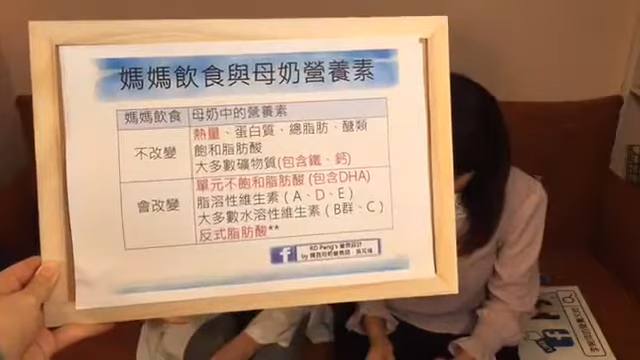 媽媽飲食與母奶營養素
媽媽飲食 母奶中的營養素
不改變
熱量、蛋白質、總脂肪、醣類
飽和脂肪酸
大多數礦物質(包含鐵、鈣)
會改變
單元不飽和脂肪酸 (包含DHA)
脂溶性維生素（A、D、E）
大多數水溶性維生素（B群、C）
反式脂肪酸**
f
RD Peng's 營養設計